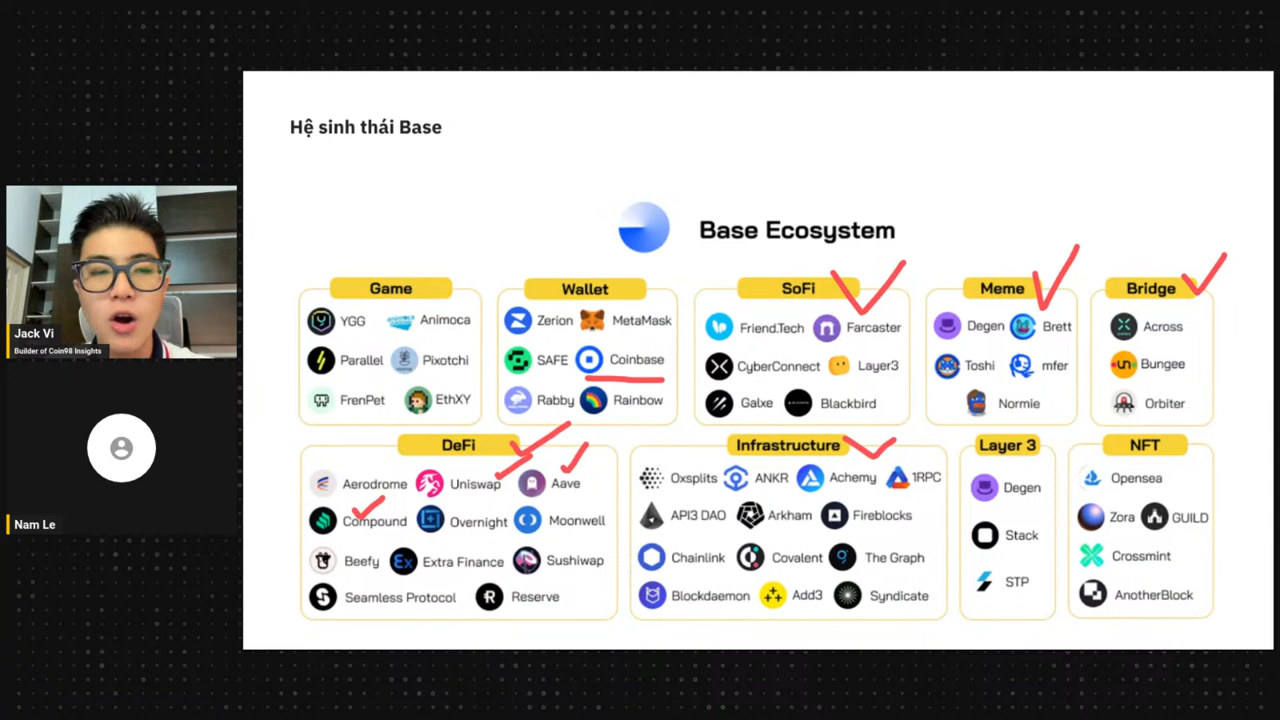 Hệ sinh thái Base
Base Ecosystem
Jack Vi
Builder of Coin98 Insights
Nam Le
Game
YGG Animoca
Parallel Pixotchi
FrenPet EthXY
Wallet
Zerion MetaMask
SAFE Coinbase
Rabby Rainbow
SoFi
Friend.Tech Farcaster
CyberConnect Layer3
Galxe Blackbird
Meme
Degen Brett
Toshi mfer
Normie
Bridge
Across
Bungee
Orbiter
DeFi
Aerodrome Uniswap Aave
Compound Overnight Moonwell
Beefy Extra Finance Sushiwap
Seamless Protocol Reserve
Infrastructure
Oxsplits ANKR Achemy 1RPC
API3 DAO Arkham Fireblocks
Chainlink Covalent The Graph
Blockdaemon Add3 Syndicate
Layer 3
Degen
Stack
STP
NFT
Opensea
Zora GUILD
Crossmint
AnotherBlock